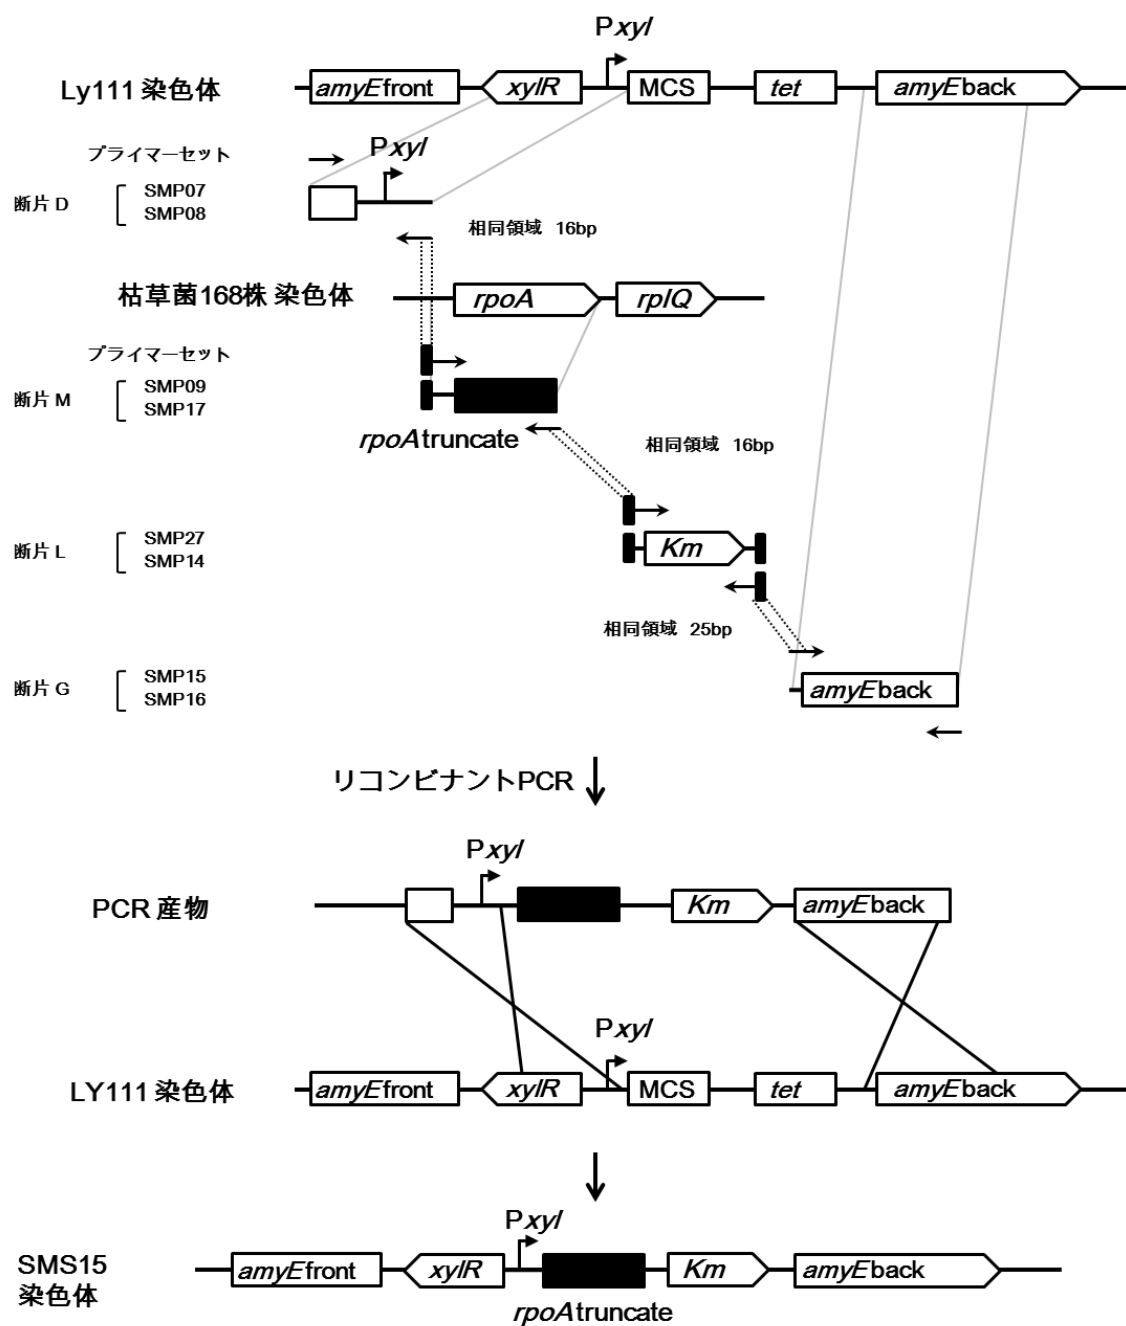 Pxyl
Ly111 染色体
amyEfront
xylR
MCS
tet
amyEback
プライマーセット
Pxyl
断片 D
SMP07
SMP08
相同領域 16bp
枯草菌168株 染色体
rpoA
rplQ
プライマーセット
断片 M
SMP09
SMP17
rpoAtruncate
相同領域 16bp
断片 L
SMP27
SMP14
Km
相同領域 25bp
断片 G
SMP15
SMP16
amyEback
リコンビナントPCR
Pxyl
PCR 産物
Km
amyEback
Pxyl
LY111 染色体
amyEfront
xylR
MCS
tet
amyEback
Pxyl
SMS15
染色体
amyEfront
xylR
Km
amyEback
rpoAtruncate